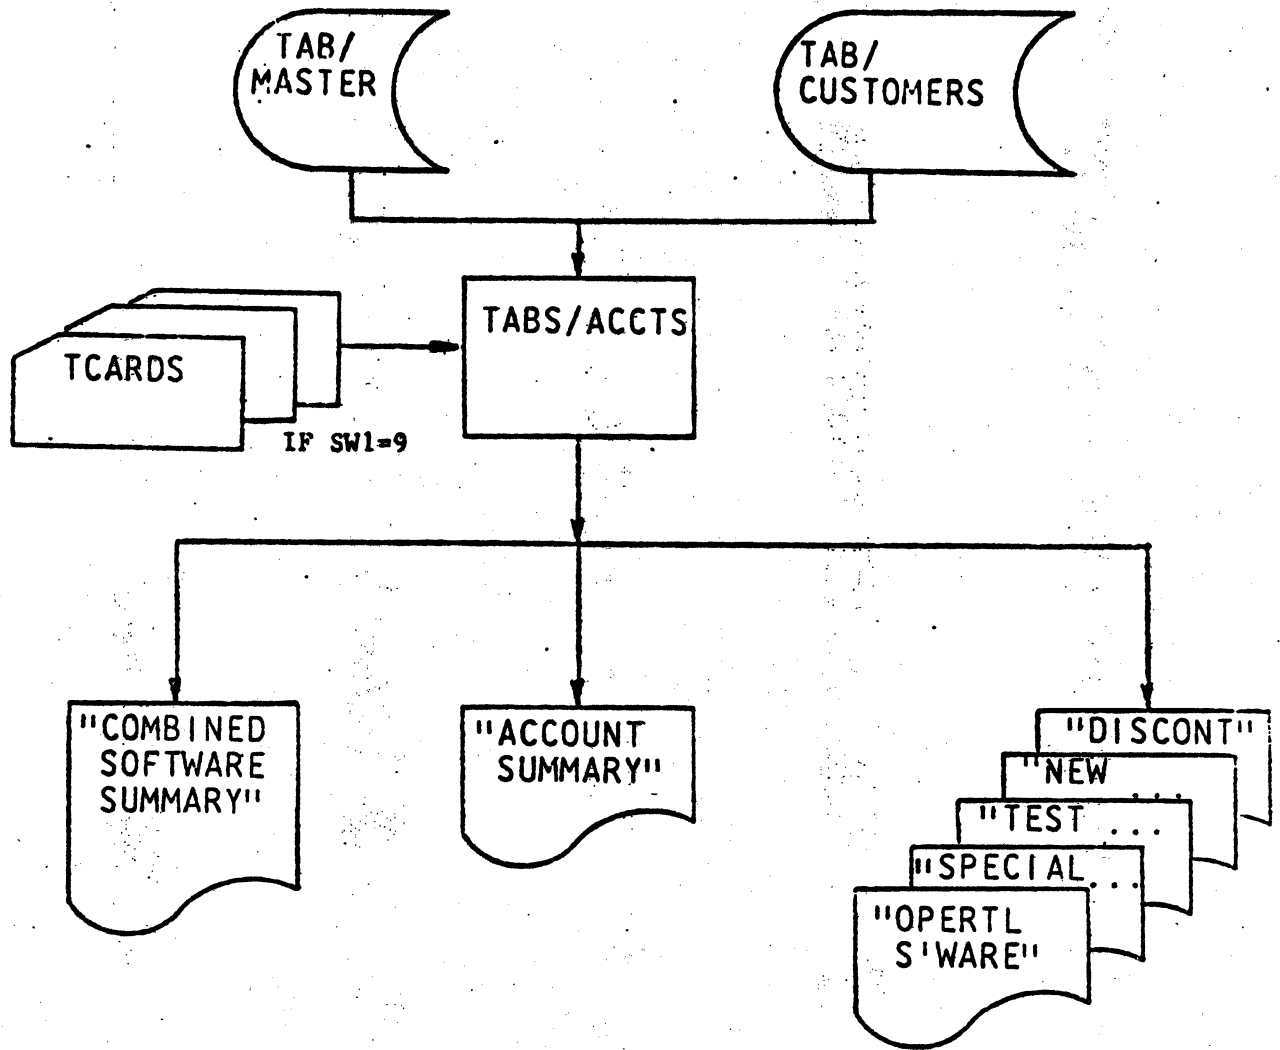 TAB/
MASTER
TAB/
CUSTOMERS
TABS/ACCTS
TCARDS
IF SW1=9
"COMBINED
SOFTWARE
SUMMARY"
"ACCOUNT
SUMMARY"
"DISCONT"
"NEW ...
"TEST ...
"SPECIAL...
"OPERTL
S'WARE"